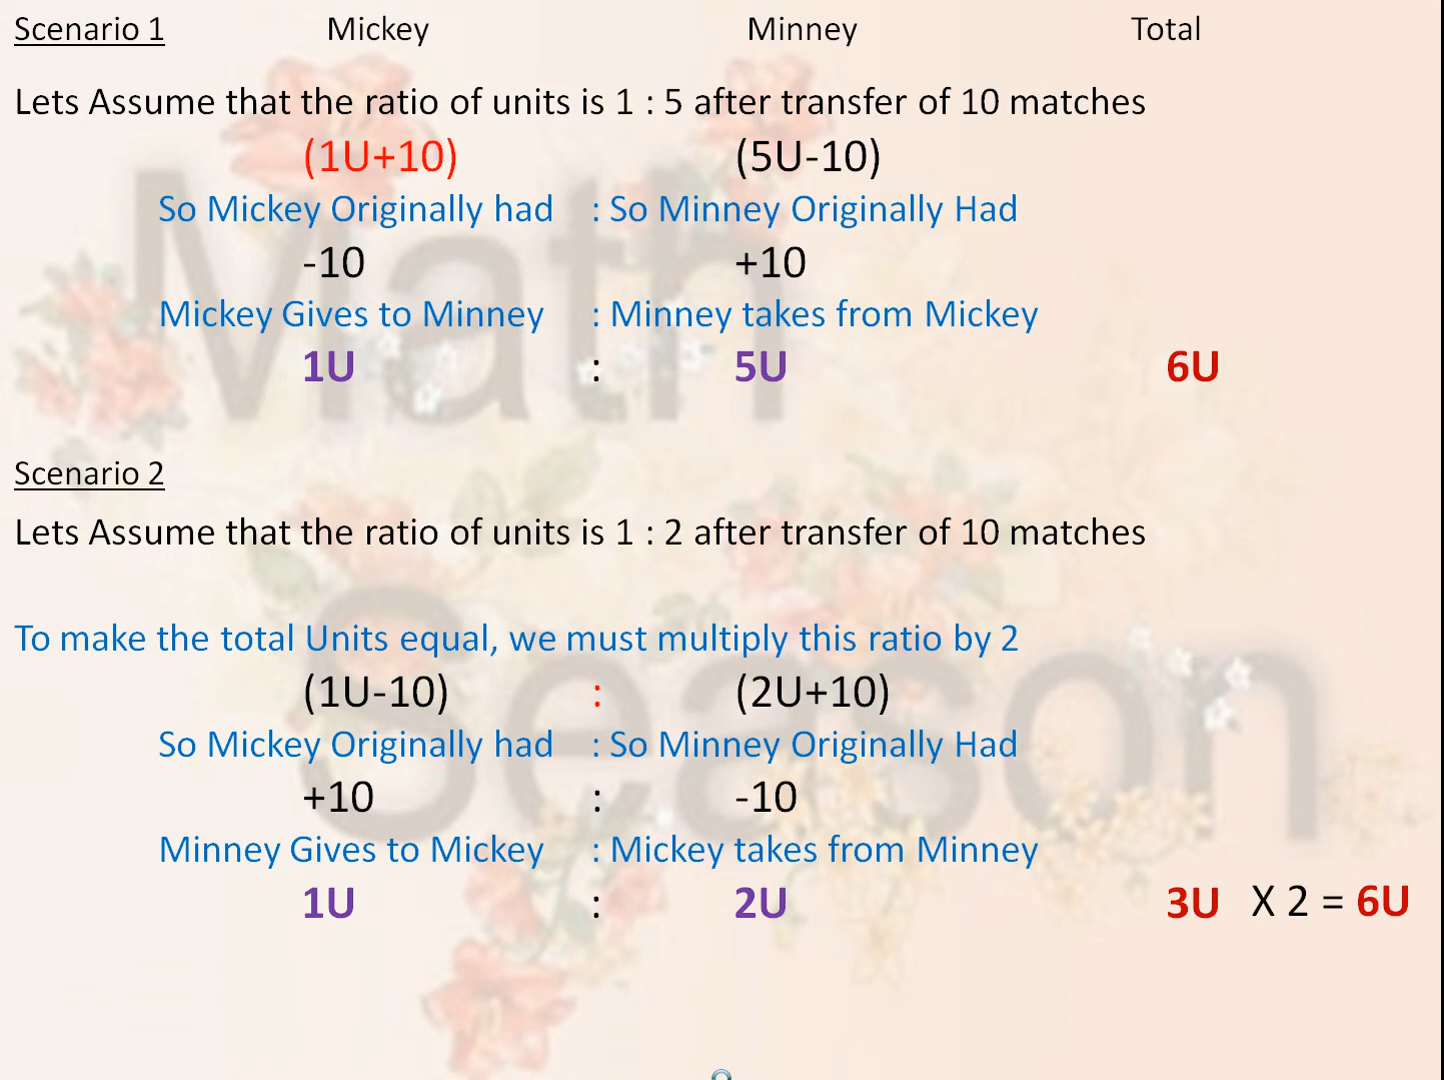 Scenario 1 Mickey Minney Total
Lets Assume that the ratio of units is 1 : 5 after transfer of 10 matches
(1U+10) (5U-10)
So Mickey Originally had : So Minney Originally Had
-10 +10
Mickey Gives to Minney : Minney takes from Mickey
1U : 5U 6U
Scenario 2
Lets Assume that the ratio of units is 1 : 2 after transfer of 10 matches
To make the total Units equal, we must multiply this ratio by 2
(1U-10) : (2U+10)
So Mickey Originally had : So Minney Originally Had
+10 : -10
Minney Gives to Mickey : Mickey takes from Minney
1U : 2U 3U X 2 = 6U
Math
Season